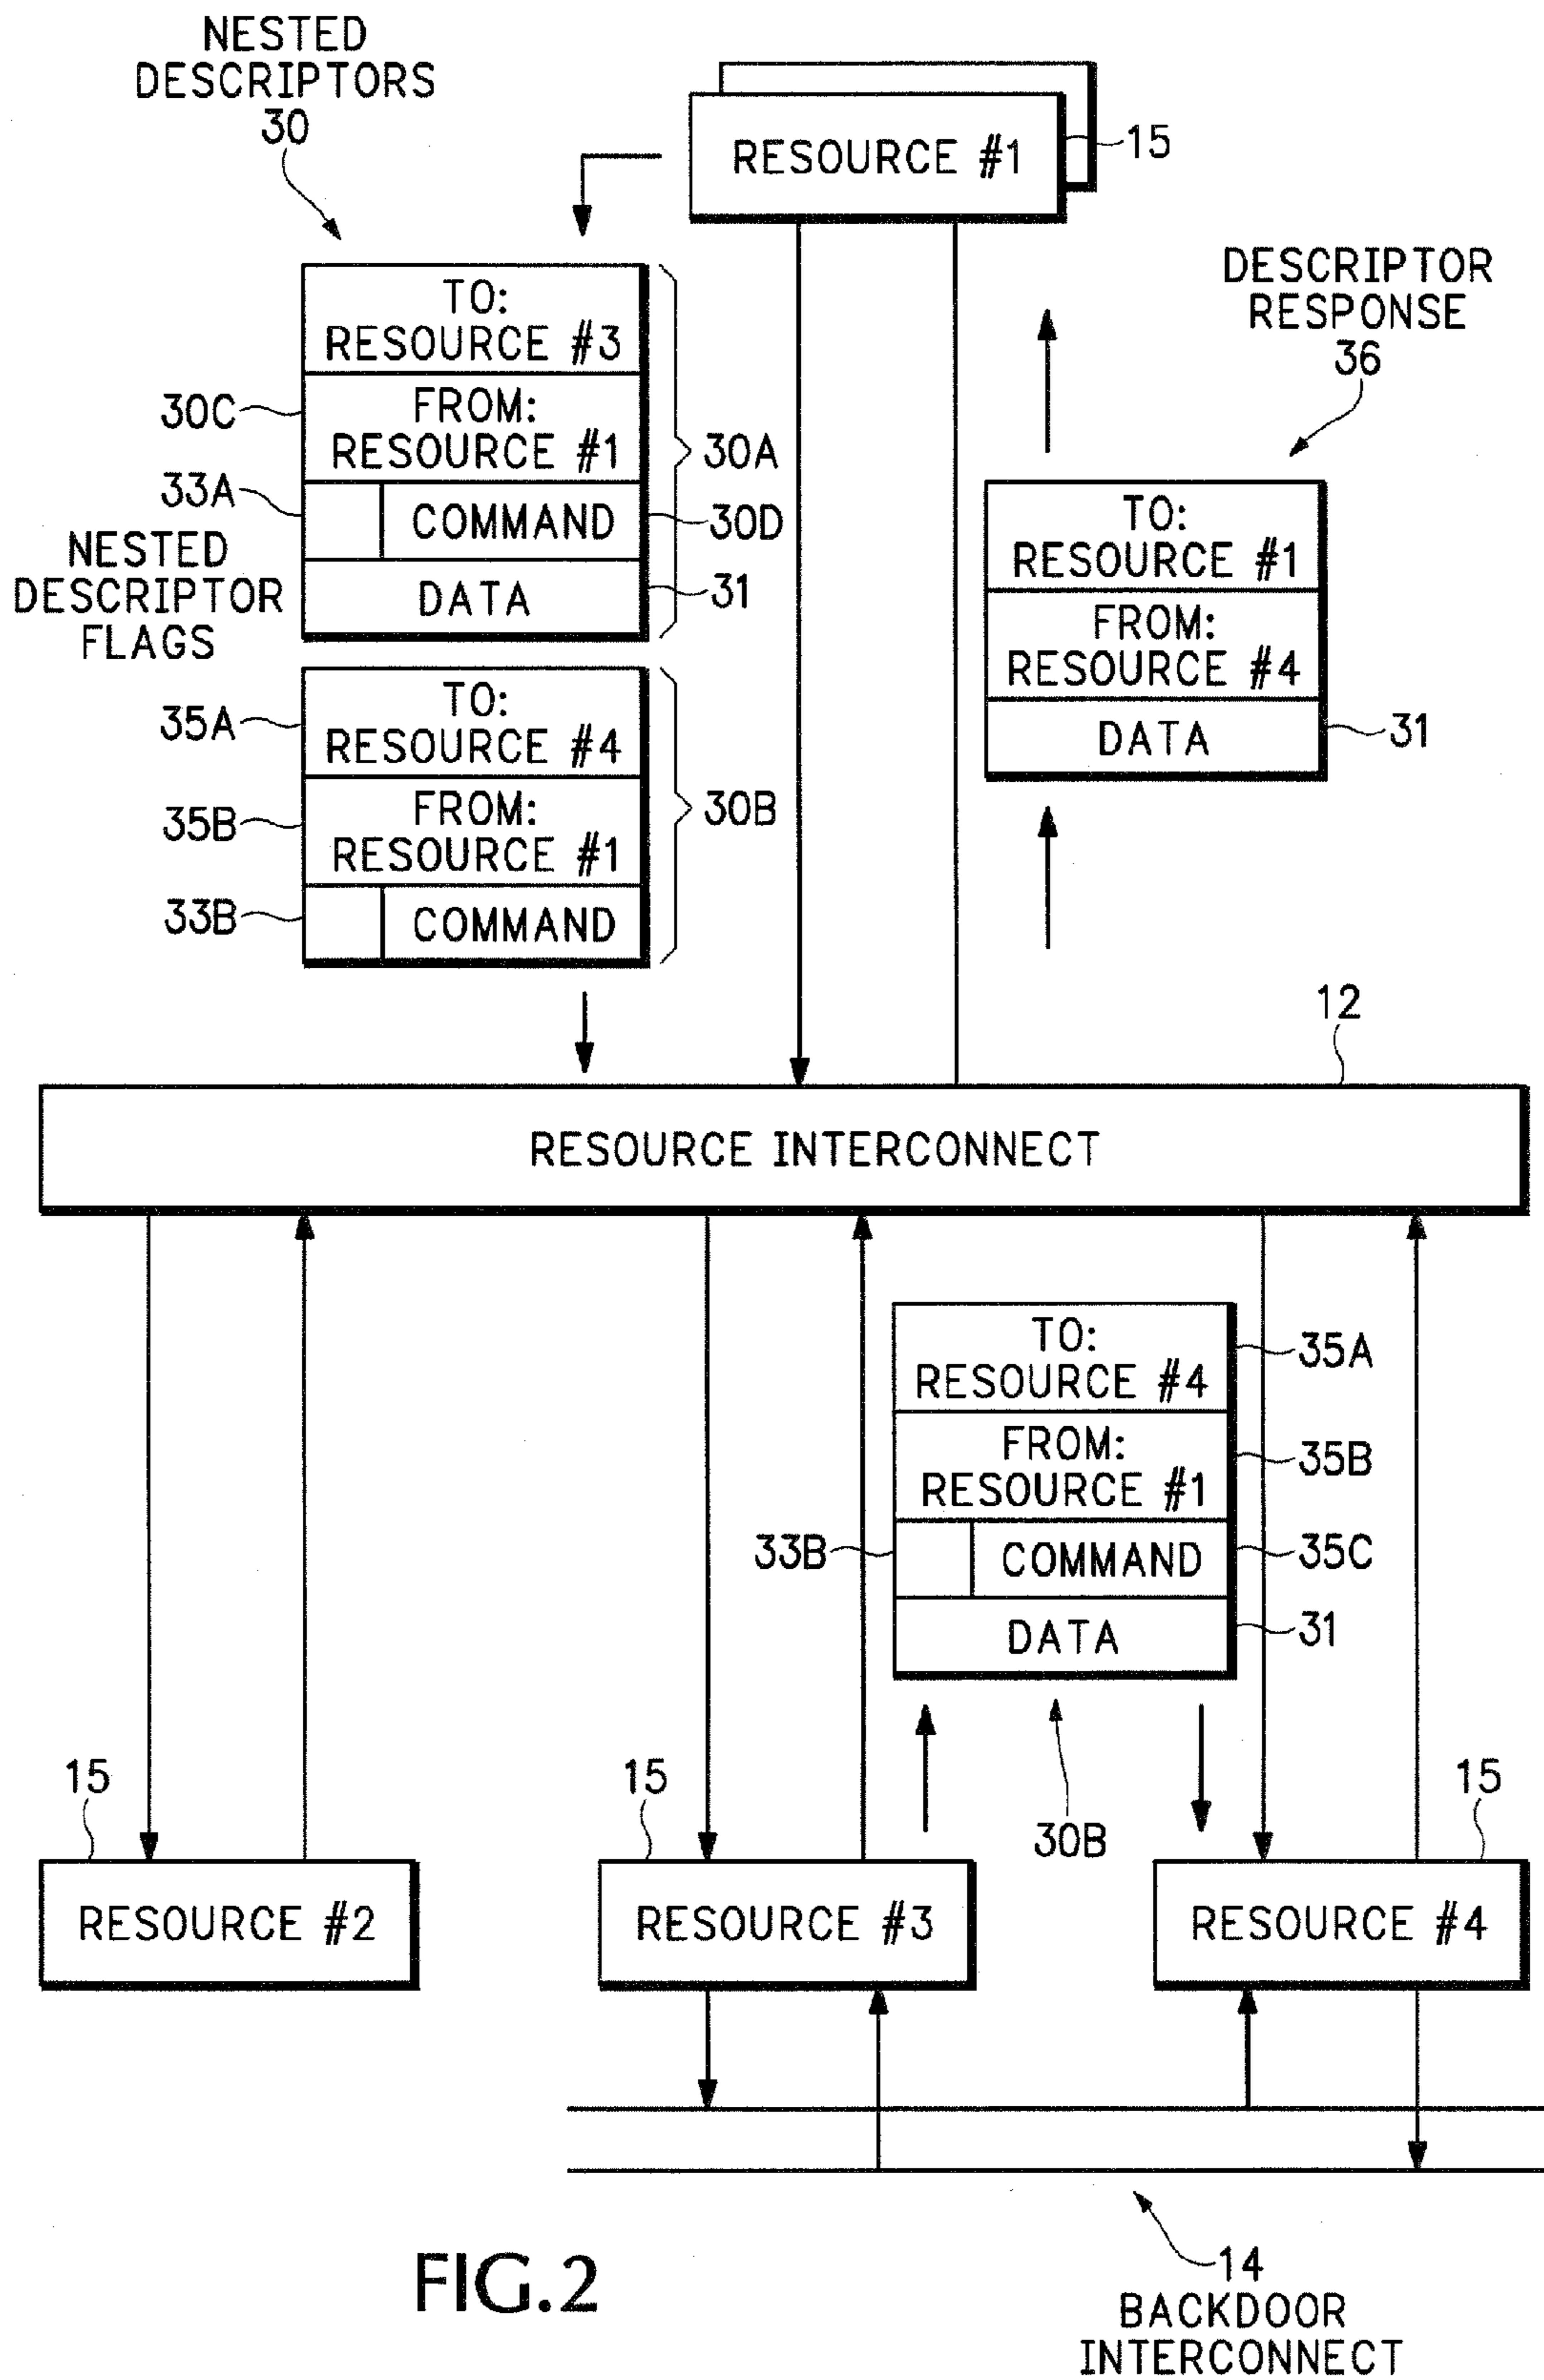 NESTED
DESCRIPTORS
30
RESOURCE #1
15
TO:
RESOURCE #3
30C
FROM:
RESOURCE #1
30A
33A
COMMAND
30D
NESTED
DESCRIPTOR
FLAGS
DATA
31
35A
TO:
RESOURCE #4
35B
FROM:
RESOURCE #1
30B
33B
COMMAND
DESCRIPTOR
RESPONSE
36
TO:
RESOURCE #1
FROM:
RESOURCE #4
DATA
31
12
RESOURCE INTERCONNECT
TO:
RESOURCE #4
35A
FROM:
RESOURCE #1
35B
33B
COMMAND
35C
DATA
31
30B
15
RESOURCE #2
15
RESOURCE #3
15
RESOURCE #4
14
BACKDOOR
INTERCONNECT
FIG.2